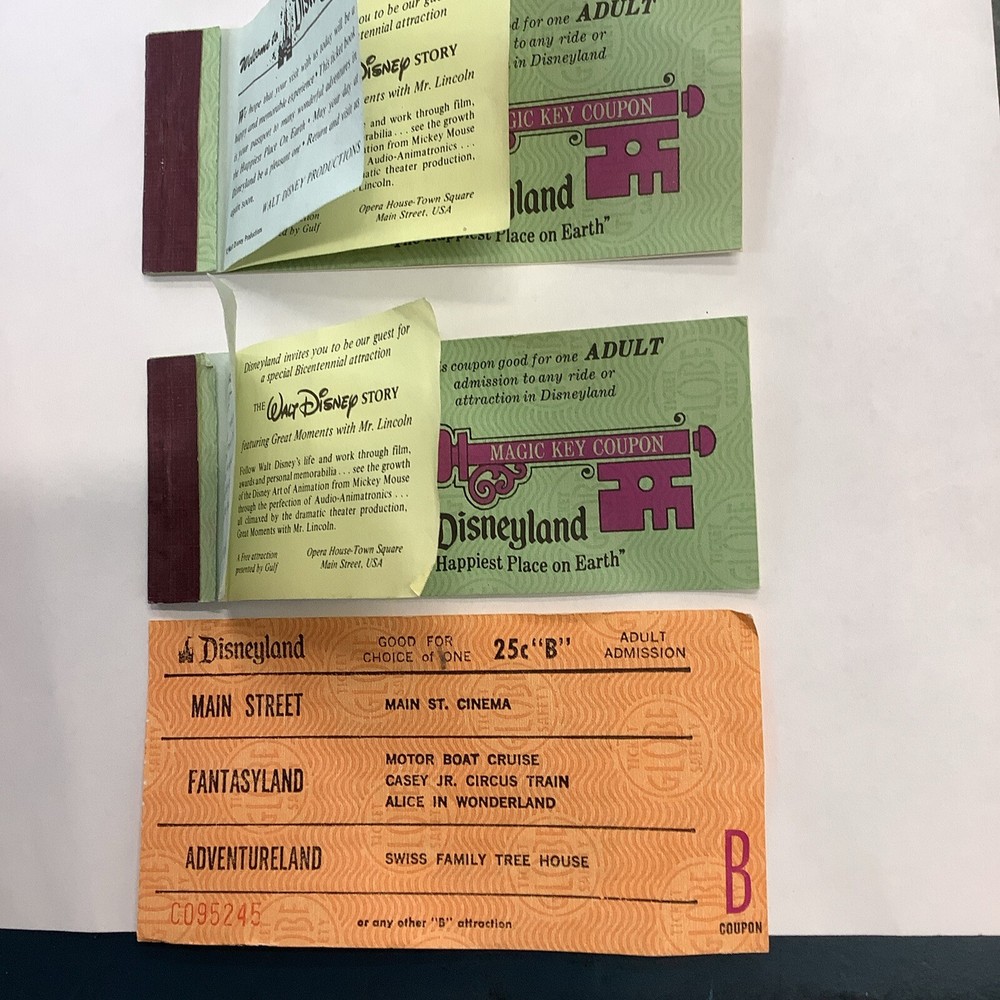 Welcome to Disn
We hope that your visit with us today will be a
happy and memorable experience • This ticket book
is your passport to many wonderful adventures in
the Happiest Place On Earth • May your day at
Disneyland be a pleasant one • Return and visit us
again soon.
WALT DISNEY PRODUCTIONS
©Walt Disney Productions
ou to be our gues
tennial attraction
Disney STORY
ents with Mr. Lincoln
and work through film,
rabilia . . . see the growth
ation from Mickey Mouse
Audio-Animatronics . . .
atic theater production,
Lincoln.
d by Gulf
Opera House-Town Square
Main Street, USA
d for one ADULT
to any ride or
in Disneyland
GIC KEY COUPON
land
"The Happiest Place on Earth"
Disneyland invites you to be our guest for
a special Bicentennial attraction
THE WALT DISNEY STORY
featuring Great Moments with Mr. Lincoln
Follow Walt Disney's life and work through film,
awards and personal memorabilia . . . see the growth
of the Disney Art of Animation from Mickey Mouse
through the perfection of Audio-Animatronics . . .
all climaxed by the dramatic theater production,
Great Moments with Mr. Lincoln.
A Free attraction
presented by Gulf
Opera House-Town Square
Main Street, USA
s coupon good for one ADULT
admission to any ride or
attraction in Disneyland
MAGIC KEY COUPON
Disneyland
Happiest Place on Earth"
Disneyland
GOOD FOR
CHOICE of ONE
25c "B"
ADULT
ADMISSION
MAIN STREET
MAIN ST. CINEMA
FANTASYLAND
MOTOR BOAT CRUISE
CASEY JR. CIRCUS TRAIN
ALICE IN WONDERLAND
ADVENTURELAND
SWISS FAMILY TREE HOUSE
C095245
or any other "B" attraction
B
COUPON